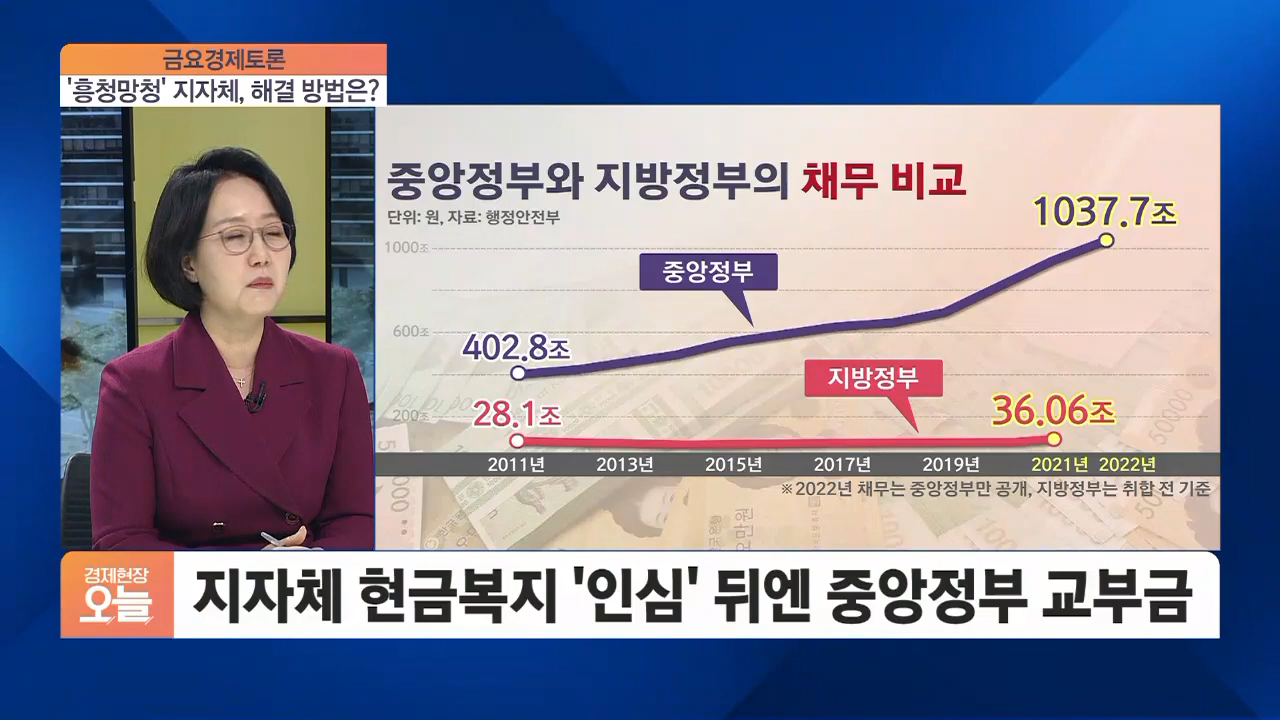 금요경제토론
'흥청망청' 지자체, 해결 방법은?
중앙정부와 지방정부의 채무 비교
단위: 원, 자료: 행정안전부
1037.7조
1000조
중앙정부
600조
402.8조
지방정부
200조
28.1조
36.06조
2011년 2013년 2015년 2017년 2019년 2021년 2022년
※2022년 채무는 중앙정부만 공개, 지방정부는 취합 전 기준
경제현장
오늘
지자체 현금복지 '인심' 뒤엔 중앙정부 교부금